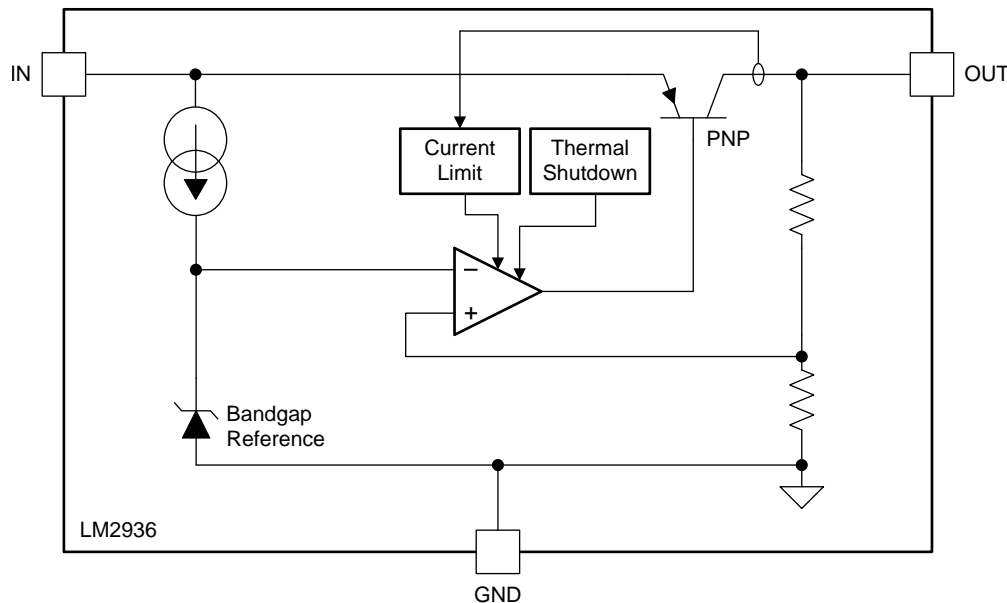 IN
OUT
Current
Limit
Thermal
Shutdown
PNP
−
+
Bandgap
Reference
LM2936
GND